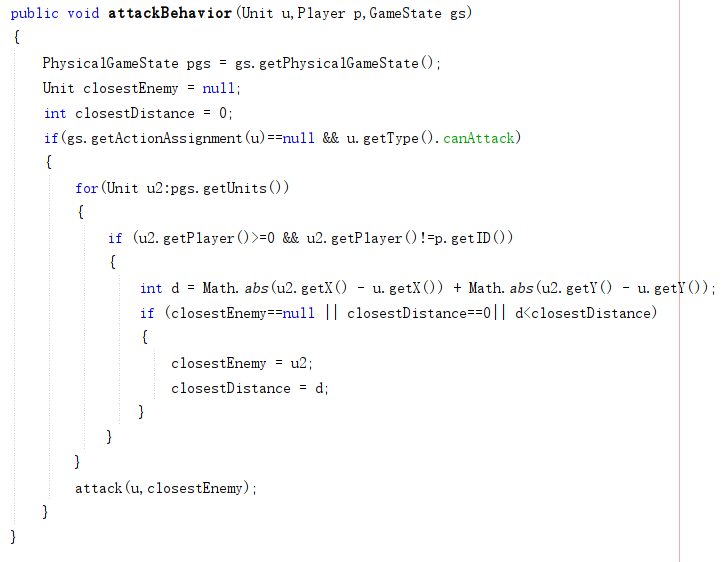 public void attackBehavior(Unit u,Player p,GameState gs)
{
PhysicalGameState pgs = gs.getPhysicalGameState();
Unit closestEnemy = null;
int closestDistance = 0;
if(gs.getActionAssignment(u)==null && u.getType().canAttack)
{
for(Unit u2:pgs.getUnits())
{
if (u2.getPlayer()>=0 && u2.getPlayer()!=p.getID())
{
int d = Math.abs(u2.getX() - u.getX()) + Math.abs(u2.getY() - u.getY());
if (closestEnemy==null || closestDistance==0|| d<closestDistance)
{
closestEnemy = u2;
closestDistance = d;
}
}
}
attack(u,closestEnemy);
}
}